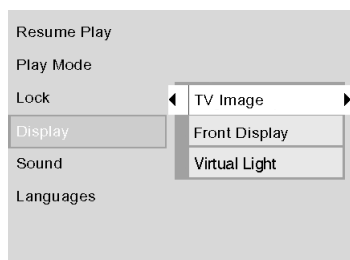 Resume Play
Play Mode
Lock
Display
Sound
Languages
TV Image
Front Display
Virtual Light